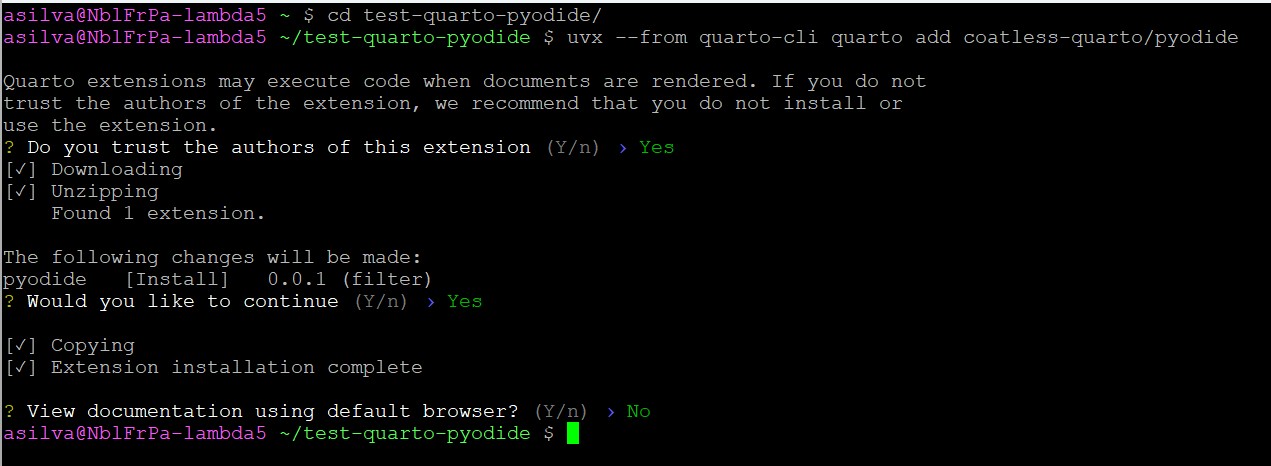 asilva@NblFrPa-lambda5 ~ $ cd test-quarto-pyodide/
asilva@NblFrPa-lambda5 ~/test-quarto-pyodide $ uvx --from quarto-cli quarto add coatless-quarto/pyodide
Quarto extensions may execute code when documents are rendered. If you do not
trust the authors of the extension, we recommend that you do not install or
use the extension.
? Do you trust the authors of this extension (Y/n) › Yes
[✓] Downloading
[✓] Unzipping
    Found 1 extension.
The following changes will be made:
pyodide   [Install]   0.0.1 (filter)
? Would you like to continue (Y/n) › Yes
[✓] Copying
[✓] Extension installation complete
? View documentation using default browser? (Y/n) › No
asilva@NblFrPa-lambda5 ~/test-quarto-pyodide $